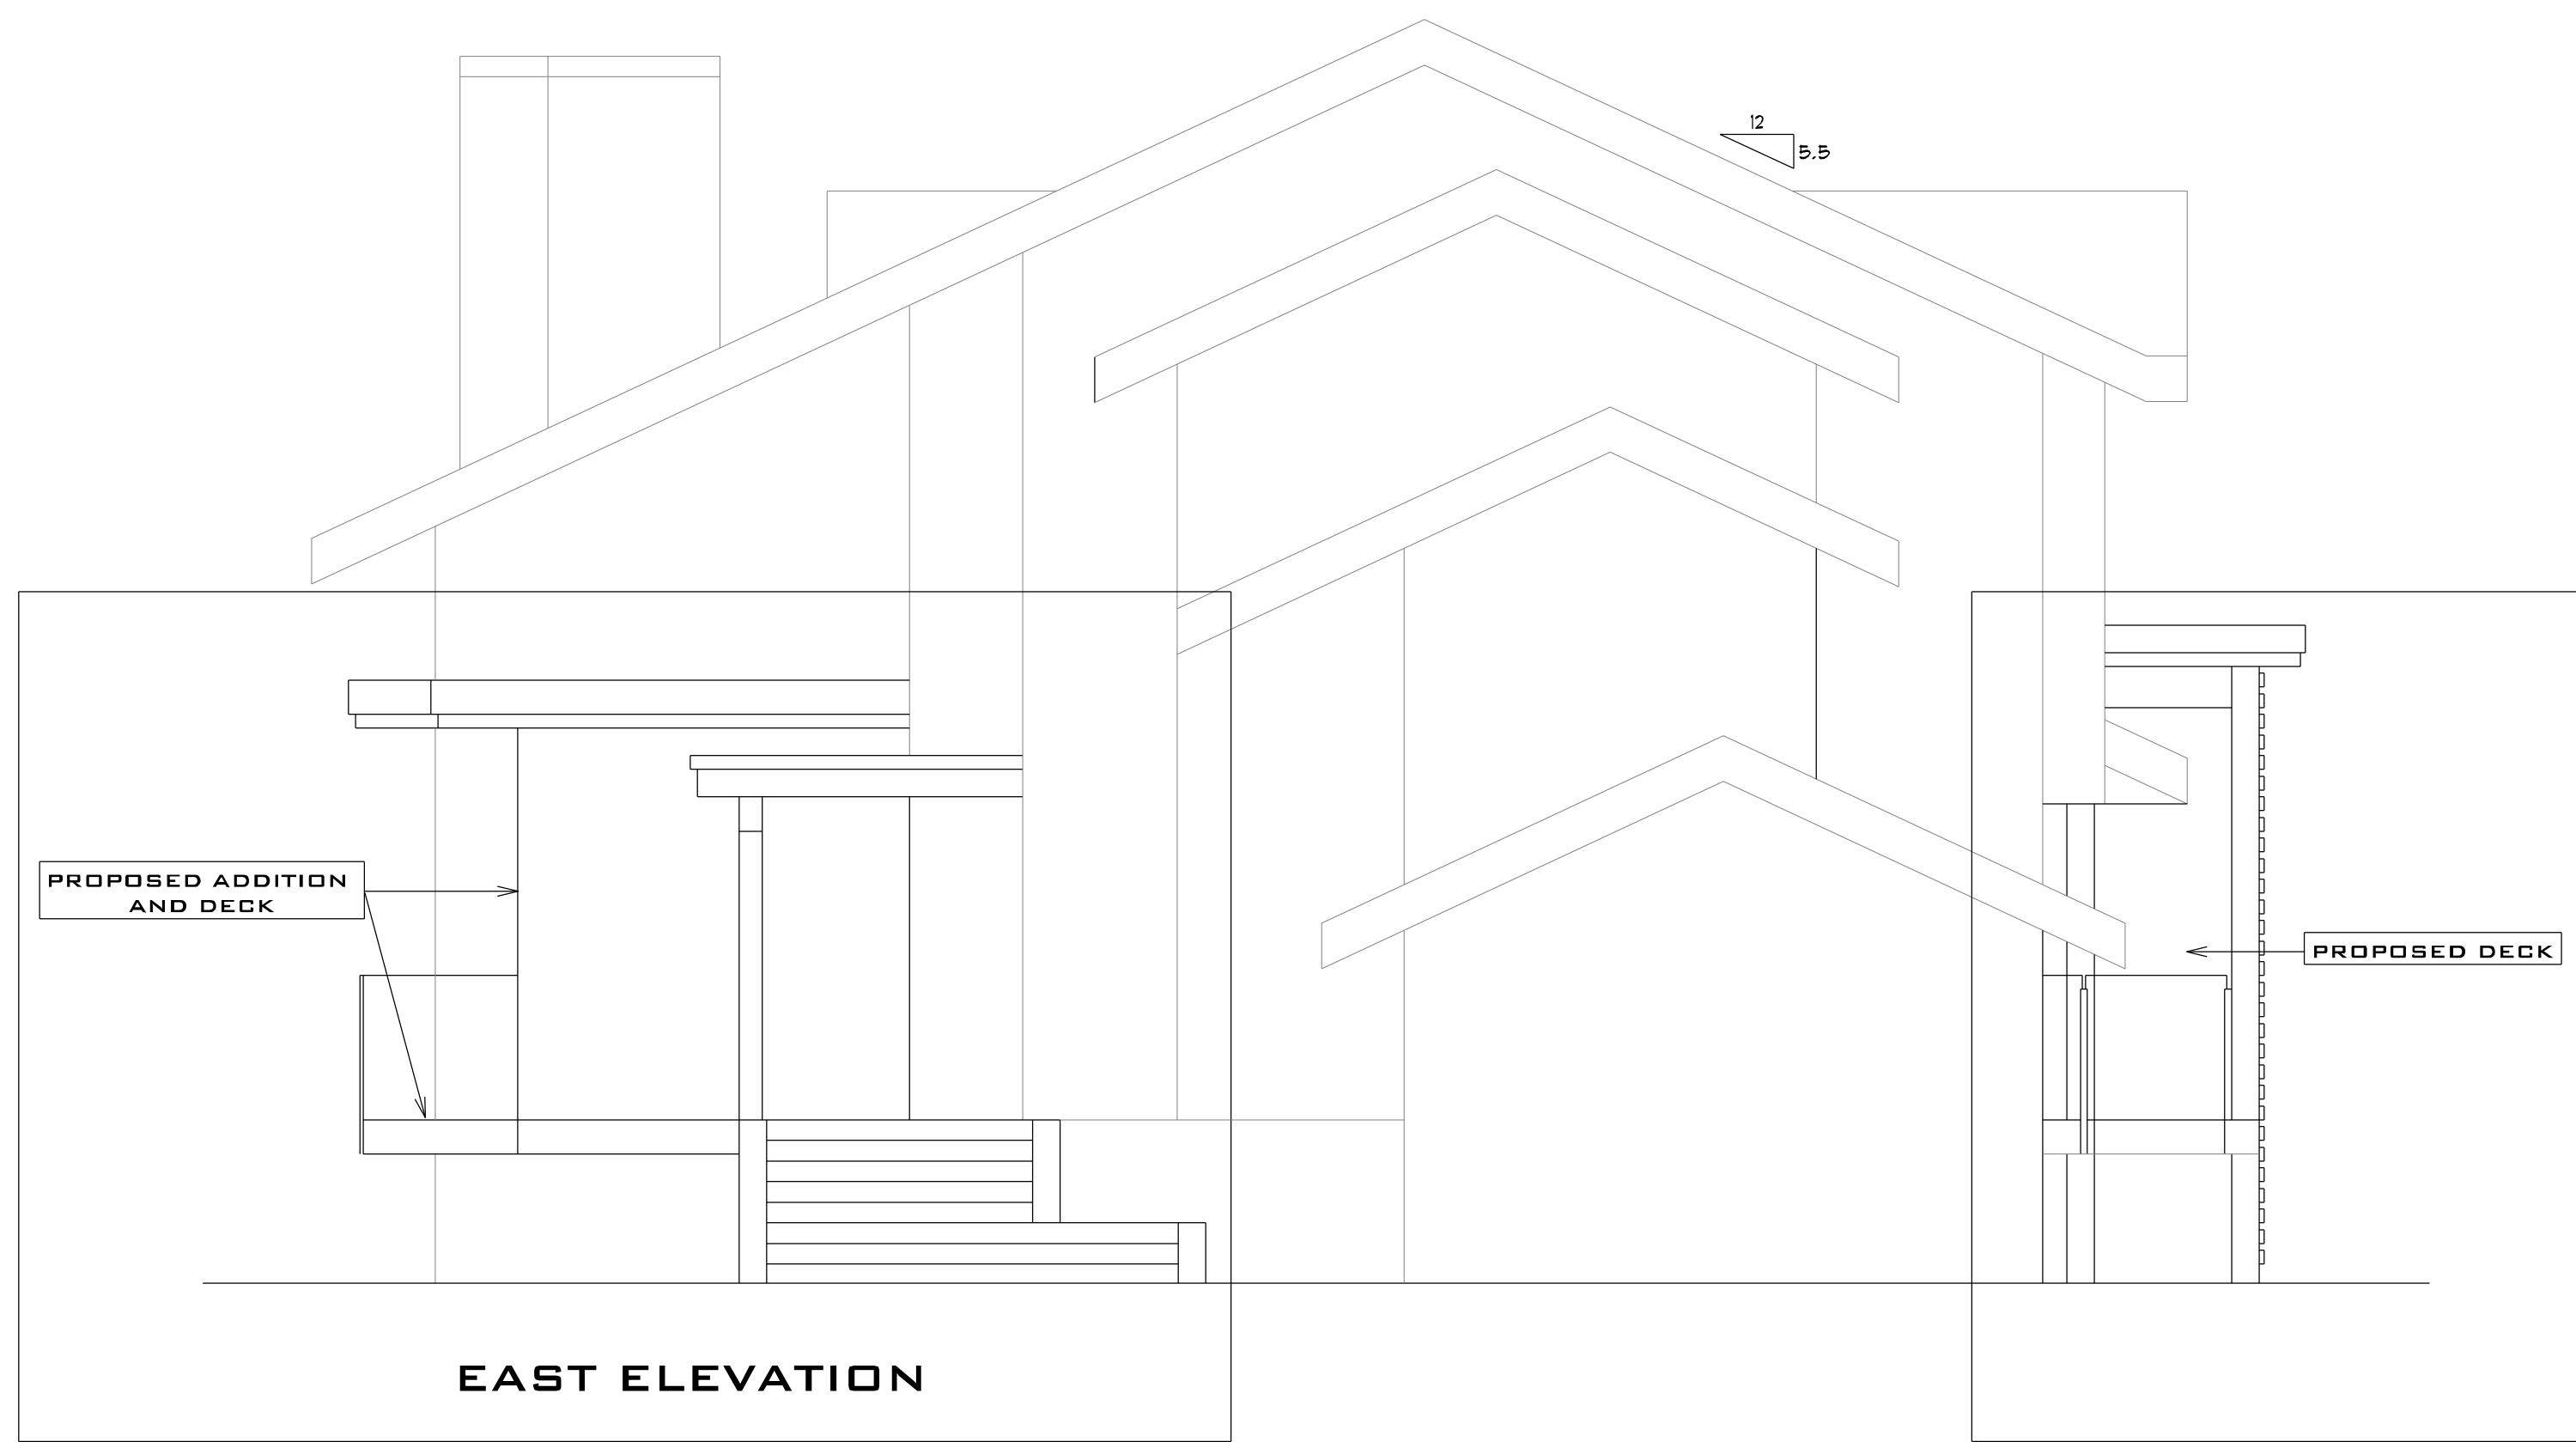 12
5.5
PROPOSED ADDITION
AND DECK
PROPOSED DECK
EAST ELEVATION